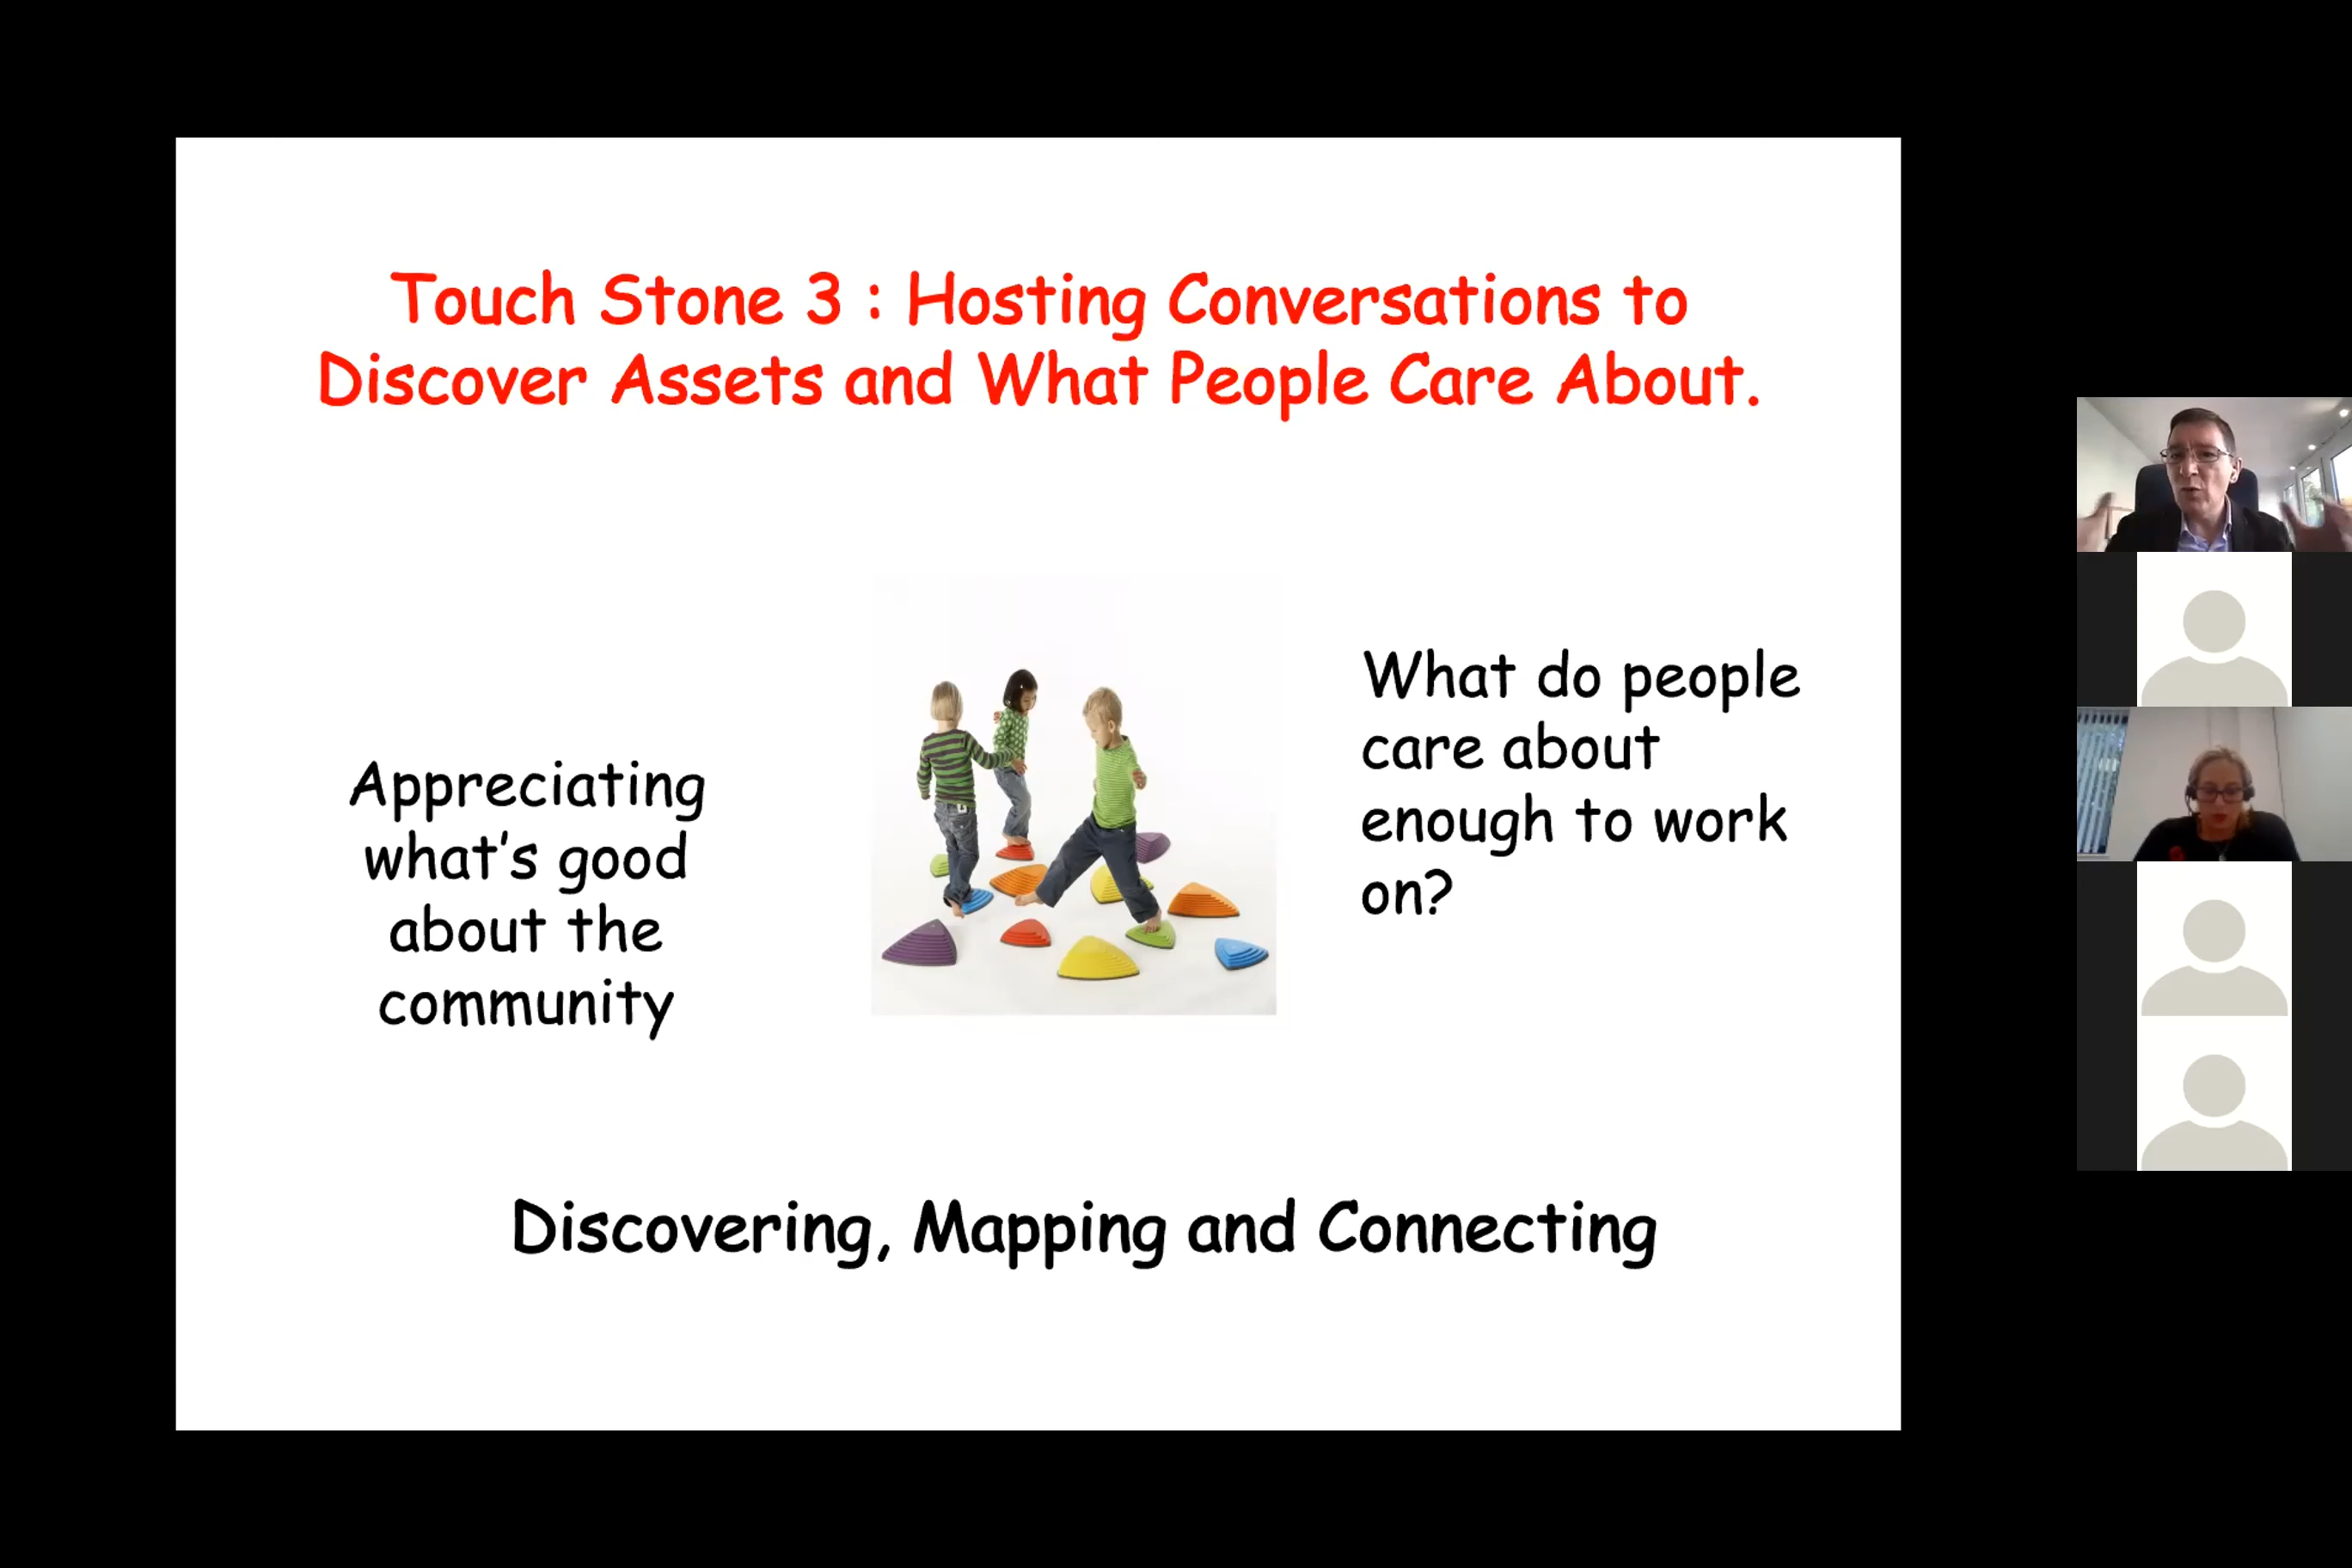 Touch Stone 3 : Hosting Conversations to
Discover Assets and What People Care About.
Appreciating
what's good
about the
community
What do people
care about
enough to work
on?
Discovering, Mapping and Connecting